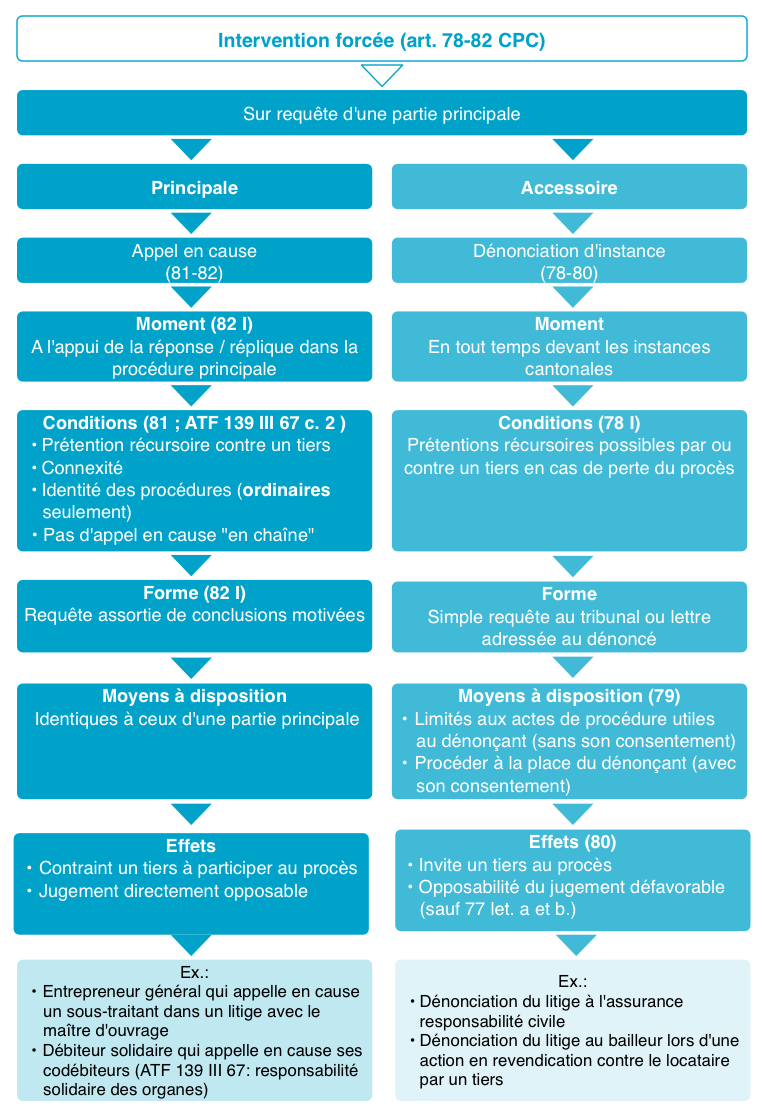 Intervention forcée (art. 78-82 CPC)
Sur requête d'une partie principale
Principale
Appel en cause
(81-82)
Moment (82 I)
A l'appui de la réponse / réplique dans la
procédure principale
Conditions (81 ; ATF 139 III 67 c. 2 )
• Prétention récursoire contre un tiers
• Connexité
• Identité des procédures (ordinaires
seulement)
• Pas d'appel en cause "en chaîne"
Forme (82 I)
Requête assortie de conclusions motivées
Moyens à disposition
Identiques à ceux d'une partie principale
Effets
• Contraint un tiers à participer au procès
• Jugement directement opposable
Ex.:
• Entrepreneur général qui appelle en cause
un sous-traitant dans un litige avec le
maître d'ouvrage
• Débiteur solidaire qui appelle en cause ses
codébiteurs (ATF 139 III 67: responsabilité
solidaire des organes)
Accessoire
Dénonciation d'instance
(78-80)
Moment
En tout temps devant les instances
cantonales
Conditions (78 I)
Prétentions récursoires possibles par ou
contre un tiers en cas de perte du procès
Forme
Simple requête au tribunal ou lettre
adressée au dénoncé
Moyens à disposition (79)
• Limités aux actes de procédure utiles
au dénonçant (sans son consentement)
• Procéder à la place du dénonçant (avec
son consentement)
Effets (80)
• Invite un tiers au procès
• Opposabilité du jugement défavorable
(sauf 77 let. a et b.)
Ex.:
• Dénonciation du litige à l'assurance
responsabilité civile
• Dénonciation du litige au bailleur lors d'une
action en revendication contre le locataire
par un tiers